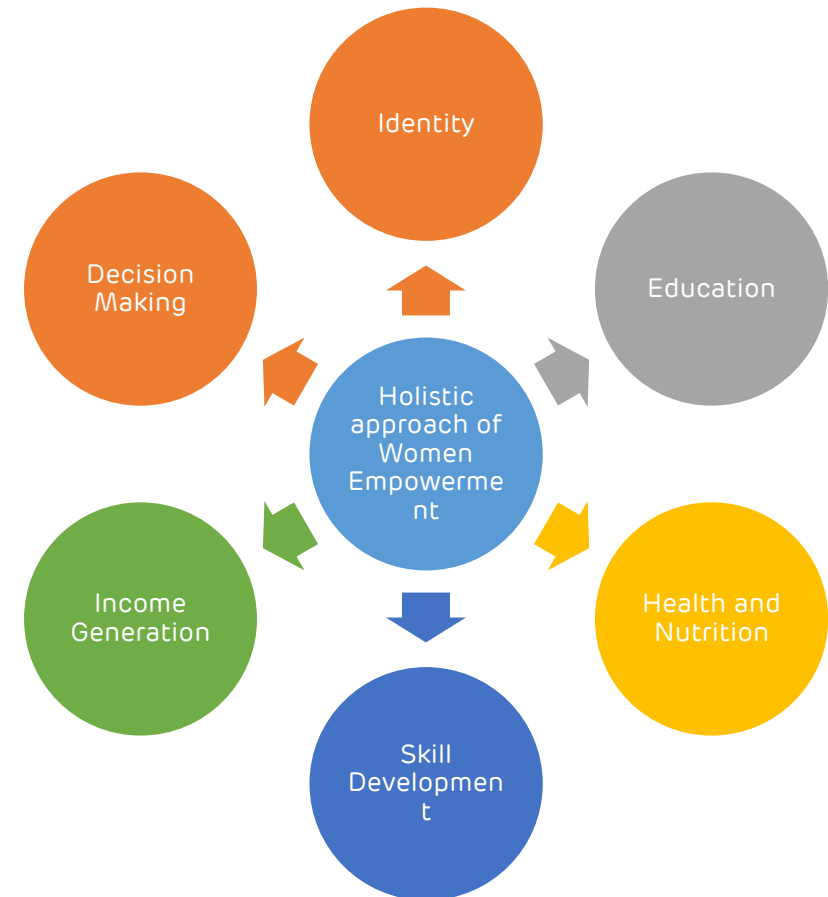 Identity
Decision
Making
Education
Holistic
approach of
Women
Empowerme
nt
Income
Generation
Health and
Nutrition
Skill
Developmen
t